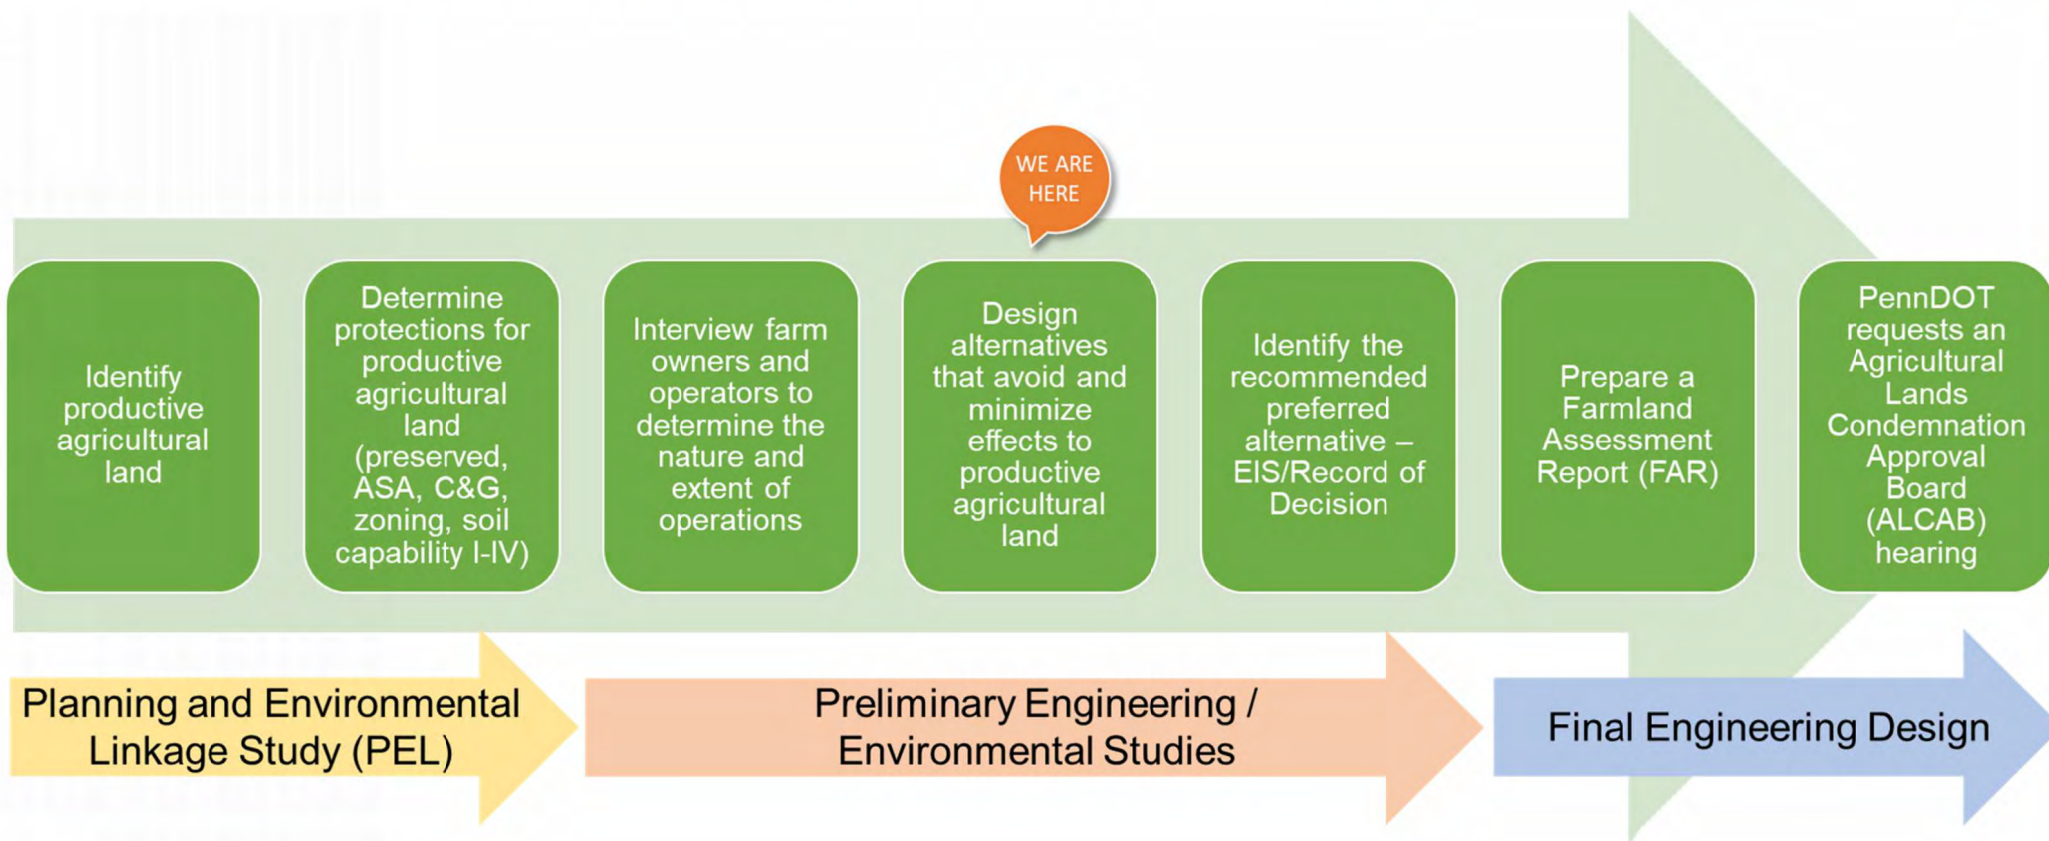 WE ARE
HERE
Identify
productive
agricultural
land
Determine
protections for
productive
agricultural
land
(preserved,
ASA, C&G,
zoning, soil
capability I-IV)
Interview farm
owners and
operators to
determine the
nature and
extent of
operations
Design
alternatives
that avoid and
minimize
effects to
productive
agricultural
land
Identify the
recommended
preferred
alternative –
EIS/Record of
Decision
Prepare a
Farmland
Assessment
Report (FAR)
PennDOT
requests an
Agricultural
Lands
Condemnation
Approval
Board
(ALCAB)
hearing
Planning and Environmental
Linkage Study (PEL)
Preliminary Engineering /
Environmental Studies
Final Engineering Design